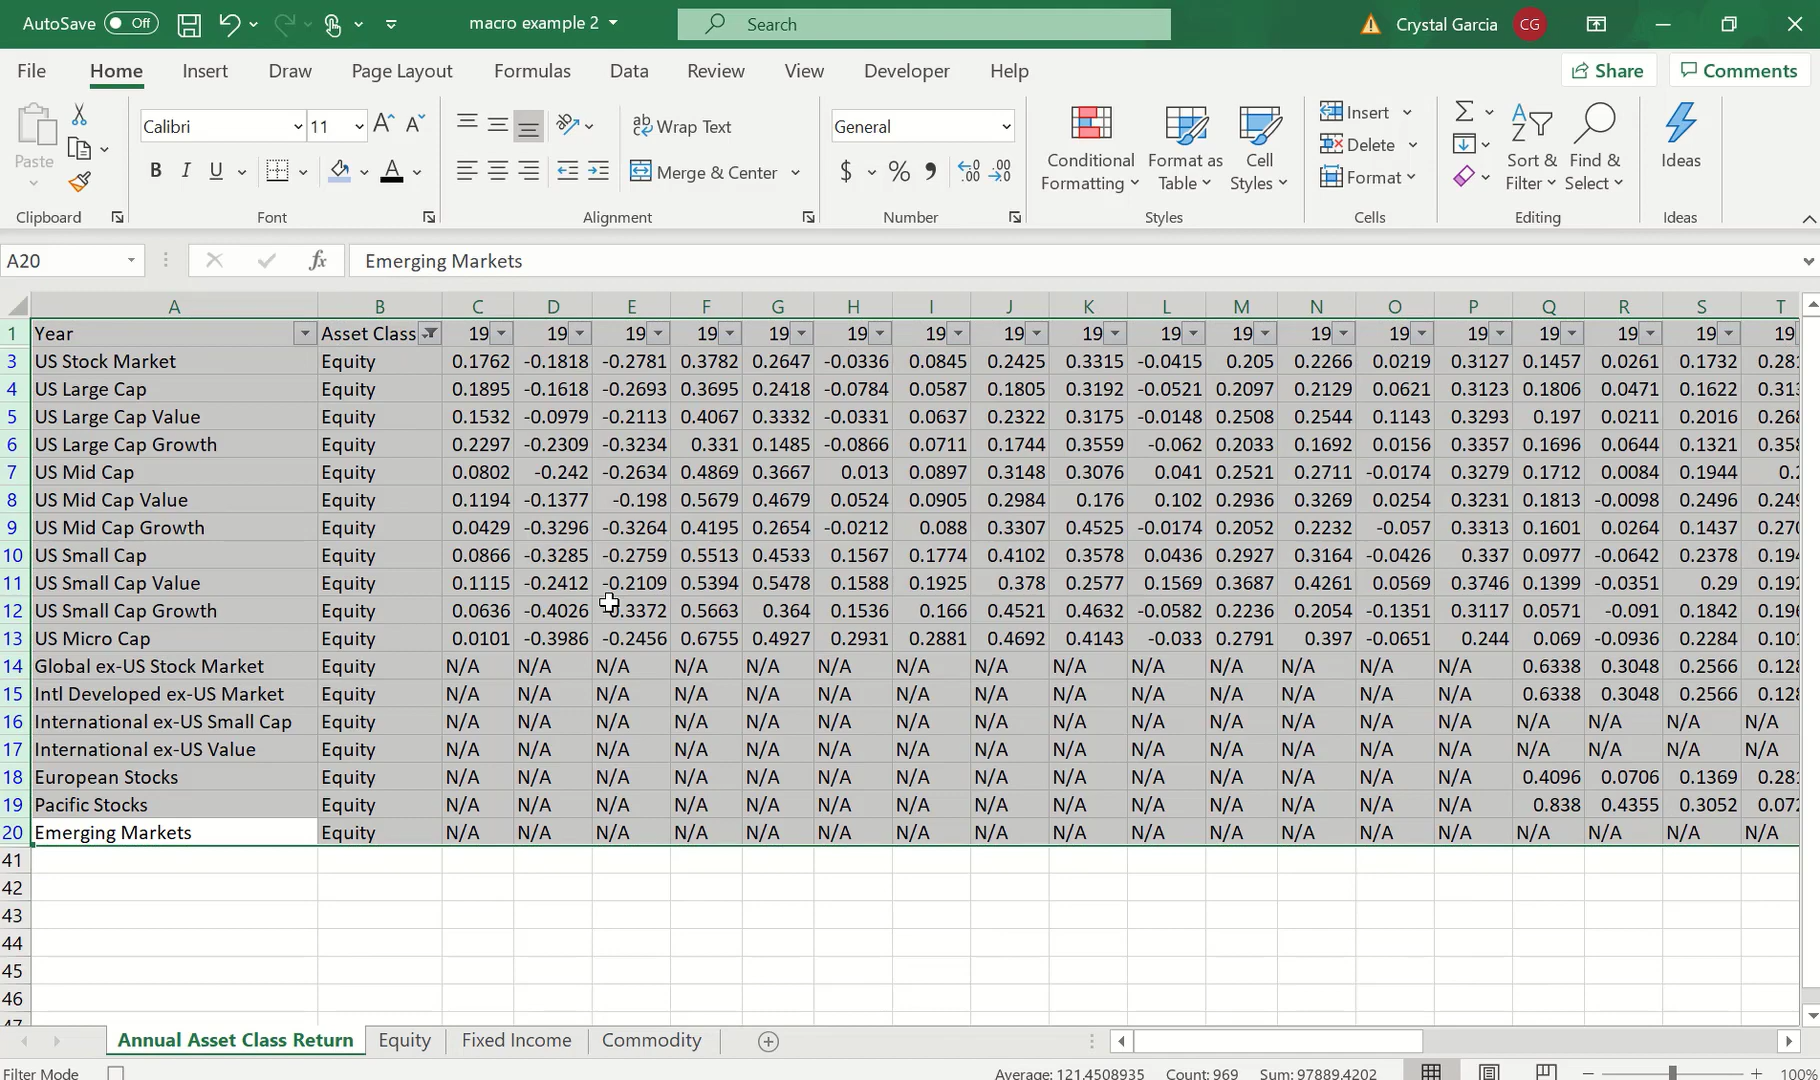 AutoSave Off macro example 2 Search Crystal Garcia CG
File Home Insert Draw Page Layout Formulas Data Review View Developer Help Share Comments
Paste Calibri 11 Wrap Text General Conditional Formatting Format as Table Cell Styles Insert Sort & Filter Find & Select Ideas
B I U Merge & Center $ % Delete
Format
Clipboard Font Alignment Number Styles Cells Editing Ideas
A20 fx Emerging Markets
A B C D E F G H I J K L M N O P Q R S T
1 Year Asset Class 19 19 19 19 19 19 19 19 19 19 19 19 19 19 19 19 19 19
3 US Stock Market Equity 0.1762 -0.1818 -0.2781 0.3782 0.2647 -0.0336 0.0845 0.2425 0.3315 -0.0415 0.205 0.2266 0.0219 0.3127 0.1457 0.0261 0.1732
4 US Large Cap Equity 0.1895 -0.1618 -0.2693 0.3695 0.2418 -0.0784 0.0587 0.1805 0.3192 -0.0521 0.2097 0.2129 0.0621 0.3123 0.1806 0.0471 0.1622 0.313
5 US Large Cap Value Equity 0.1532 -0.0979 -0.2113 0.4067 0.3332 -0.0331 0.0637 0.2322 0.3175 -0.0148 0.2508 0.2544 0.1143 0.3293 0.197 0.0211 0.2016 0.268
6 US Large Cap Growth Equity 0.2297 -0.2309 -0.3234 0.331 0.1485 -0.0866 0.0711 0.1744 0.3559 -0.062 0.2033 0.1692 0.0156 0.3357 0.1696 0.0644 0.1321 0.358
7 US Mid Cap Equity 0.0802 -0.242 -0.2634 0.4869 0.3667 0.013 0.0897 0.3148 0.3076 0.041 0.2521 0.2711 -0.0174 0.3279 0.1712 0.0084 0.1944
8 US Mid Cap Value Equity 0.1194 -0.1377 -0.198 0.5679 0.4679 0.0524 0.0905 0.2984 0.176 0.102 0.2936 0.3269 0.0254 0.3231 0.1813 -0.0098 0.2496 0.249
9 US Mid Cap Growth Equity 0.0429 -0.3296 -0.3264 0.4195 0.2654 -0.0212 0.088 0.3307 0.4525 -0.0174 0.2052 0.2232 -0.057 0.3313 0.1601 0.0264 0.1437 0.270
10 US Small Cap Equity 0.0866 -0.3285 -0.2759 0.5513 0.4533 0.1567 0.1774 0.4102 0.3578 0.0436 0.2927 0.3164 -0.0426 0.337 0.0977 -0.0642 0.2378 0.194
11 US Small Cap Value Equity 0.1115 -0.2412 -0.2109 0.5394 0.5478 0.1588 0.1925 0.378 0.2577 0.1569 0.3687 0.4261 0.0569 0.3746 0.1399 -0.0351 0.29 0.192
12 US Small Cap Growth Equity 0.0636 -0.4026 0.5663 0.364 0.1536 0.166 0.4521 0.4632 -0.0582 0.2236 0.2054 -0.1351 0.3117 0.0571 -0.091 0.1842 0.196
13 US Micro Cap Equity 0.0101 -0.3986 -0.2456 0.6755 0.4927 0.2931 0.2881 0.4692 0.4143 -0.033 0.2791 0.397 -0.0651 0.244 0.069 -0.0936 0.2284 0.101
14 Global ex-US Stock Market Equity N/A N/A N/A N/A N/A N/A N/A N/A N/A N/A N/A N/A N/A N/A 0.6338 0.3048 0.2566 0.128
15 Intl Developed ex-US Market Equity N/A N/A N/A N/A N/A N/A N/A N/A N/A N/A N/A N/A N/A N/A 0.6338 0.3048 0.2566 0.128
16 International ex-US Small Cap Equity N/A N/A N/A N/A N/A N/A N/A N/A N/A N/A N/A N/A N/A N/A N/A N/A N/A N/A
17 International ex-US Value Equity N/A N/A N/A N/A N/A N/A N/A N/A N/A N/A N/A N/A N/A N/A N/A N/A N/A N/A
18 European Stocks Equity N/A N/A N/A N/A N/A N/A N/A N/A N/A N/A N/A N/A N/A N/A 0.4096 0.0706 0.1369
19 Pacific Stocks Equity N/A N/A N/A N/A N/A N/A N/A N/A N/A N/A N/A N/A N/A N/A 0.838 0.4355 0.3052 0.072
20 Emerging Markets Equity N/A N/A N/A N/A N/A N/A N/A N/A N/A N/A N/A N/A N/A N/A N/A N/A N/A N/A
41
42
43
44
45
46
47
Annual Asset Class Return Equity Fixed Income Commodity
Filter Mode Average: 121.4508935 Count: 969 Sum: 97889.4202 100%